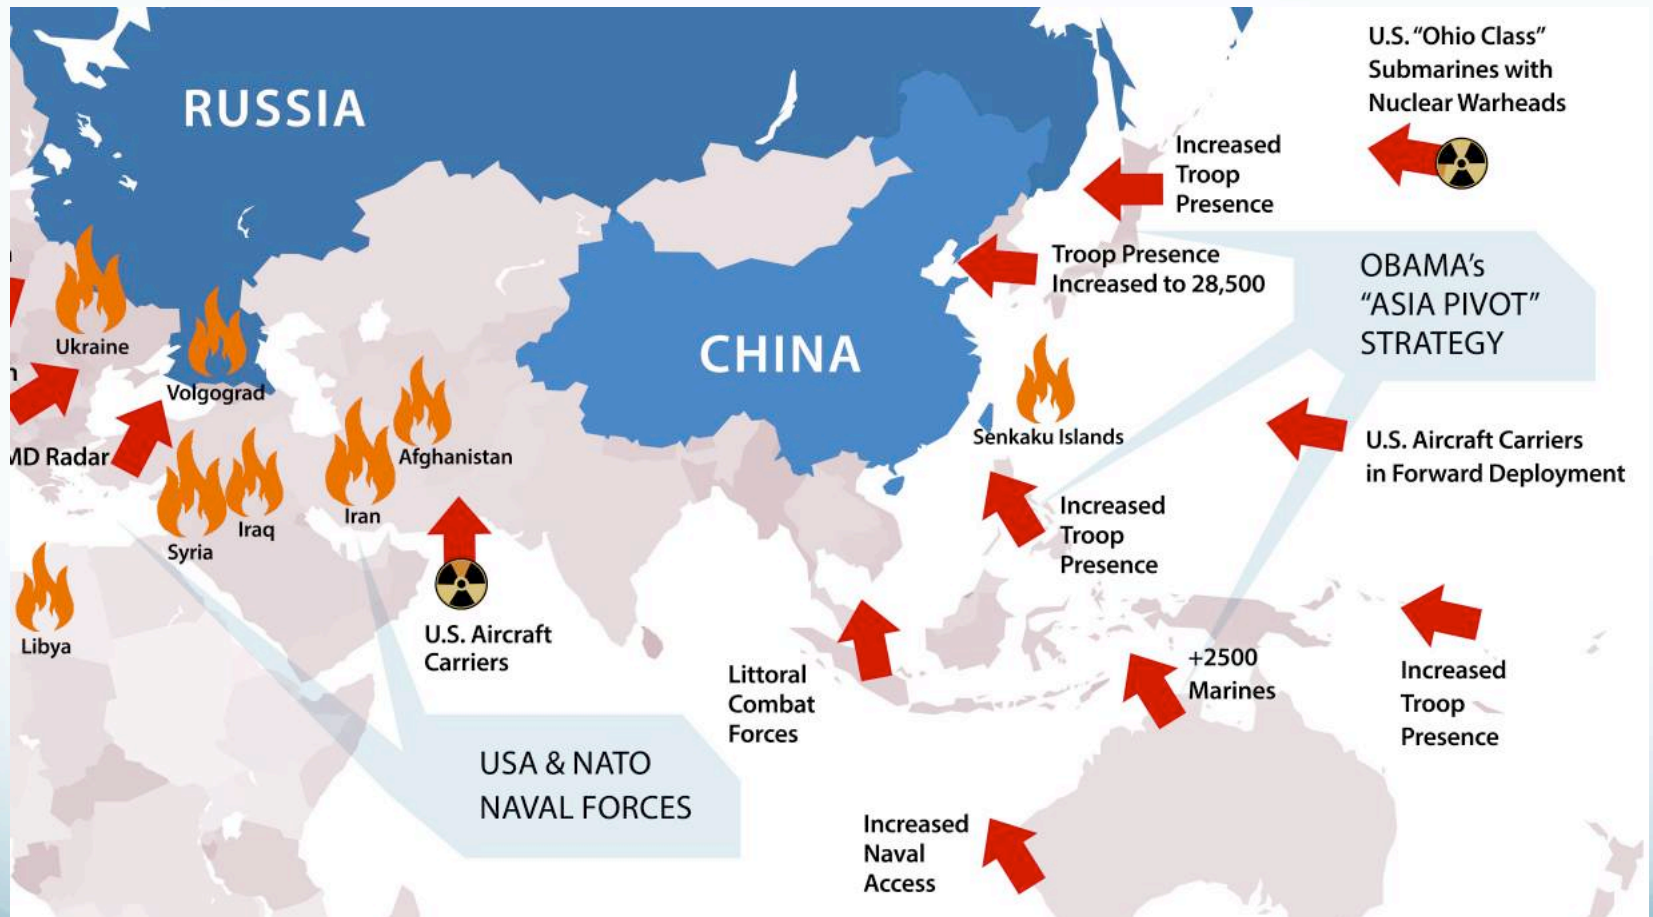 RUSSIA
U.S. “Ohio Class”
Submarines with
Nuclear Warheads
Increased
Troop
Presence
Troop Presence
Increased to 28,500
OBAMA’s
“ASIA PIVOT”
STRATEGY
Ukraine
Volgograd
CHINA
Senkaku Islands
MD Radar
Afghanistan
U.S. Aircraft Carriers
in Forward Deployment
Syria
Iraq
Iran
Increased
Troop
Presence
Libya
U.S. Aircraft
Carriers
Littoral
Combat
Forces
+2500
Marines
Increased
Troop
Presence
USA & NATO
NAVAL FORCES
Increased
Naval
Access